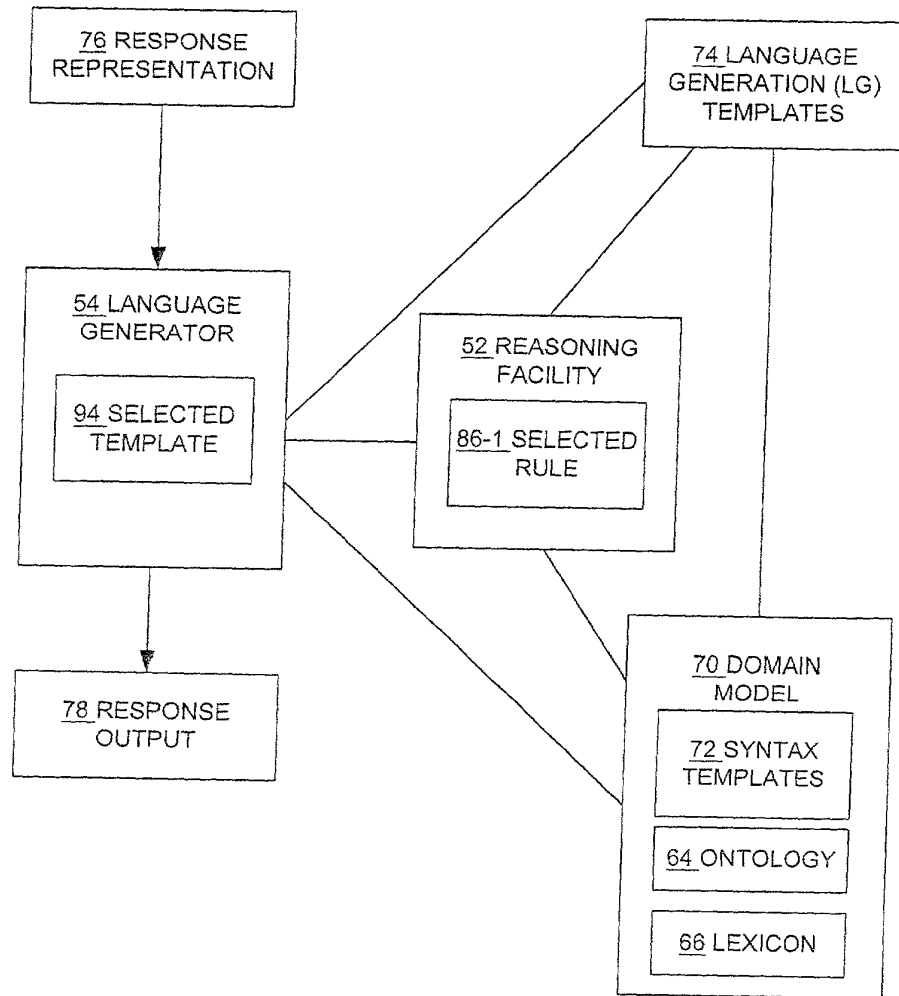 76 RESPONSE
REPRESENTATION
74 LANGUAGE
GENERATION (LG)
TEMPLATES
54 LANGUAGE
GENERATOR
94 SELECTED
TEMPLATE
52 REASONING
FACILITY
86-1 SELECTED
RULE
78 RESPONSE
OUTPUT
70 DOMAIN
MODEL
72 SYNTAX
TEMPLATES
64 ONTOLOGY
66 LEXICON